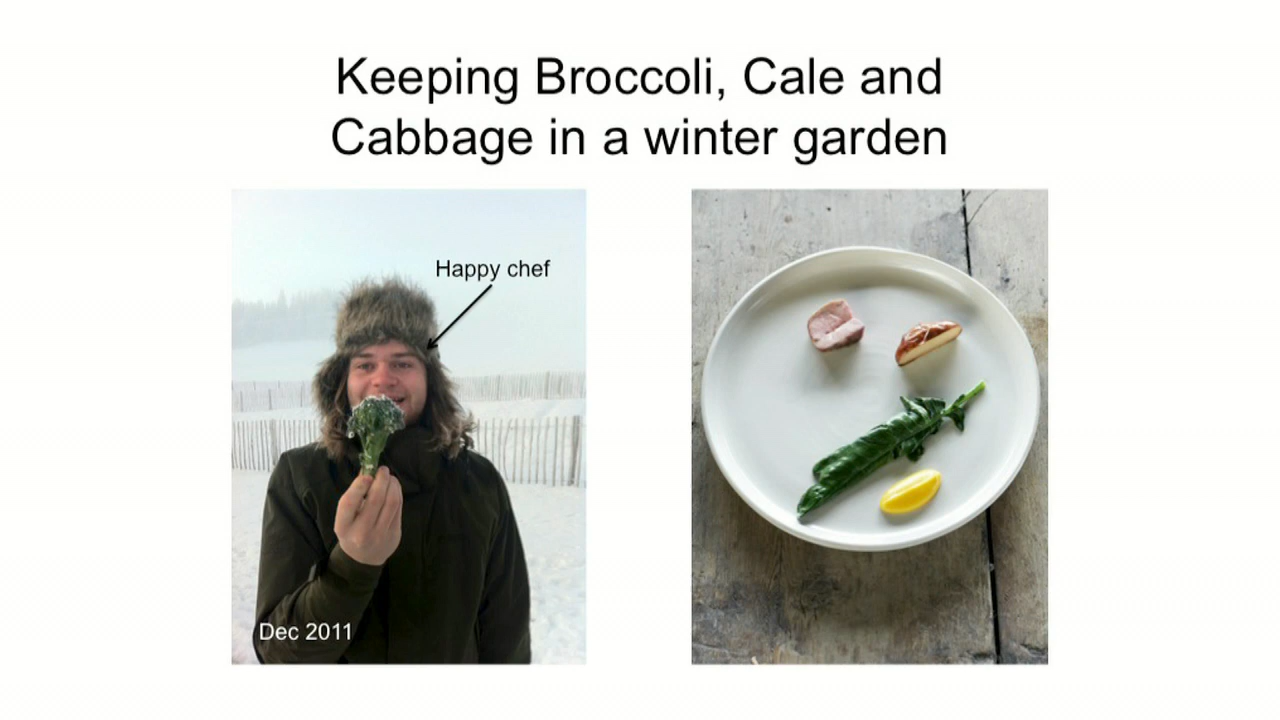 Keeping Broccoli, Cale and
Cabbage in a winter garden
Happy chef
Dec 2011